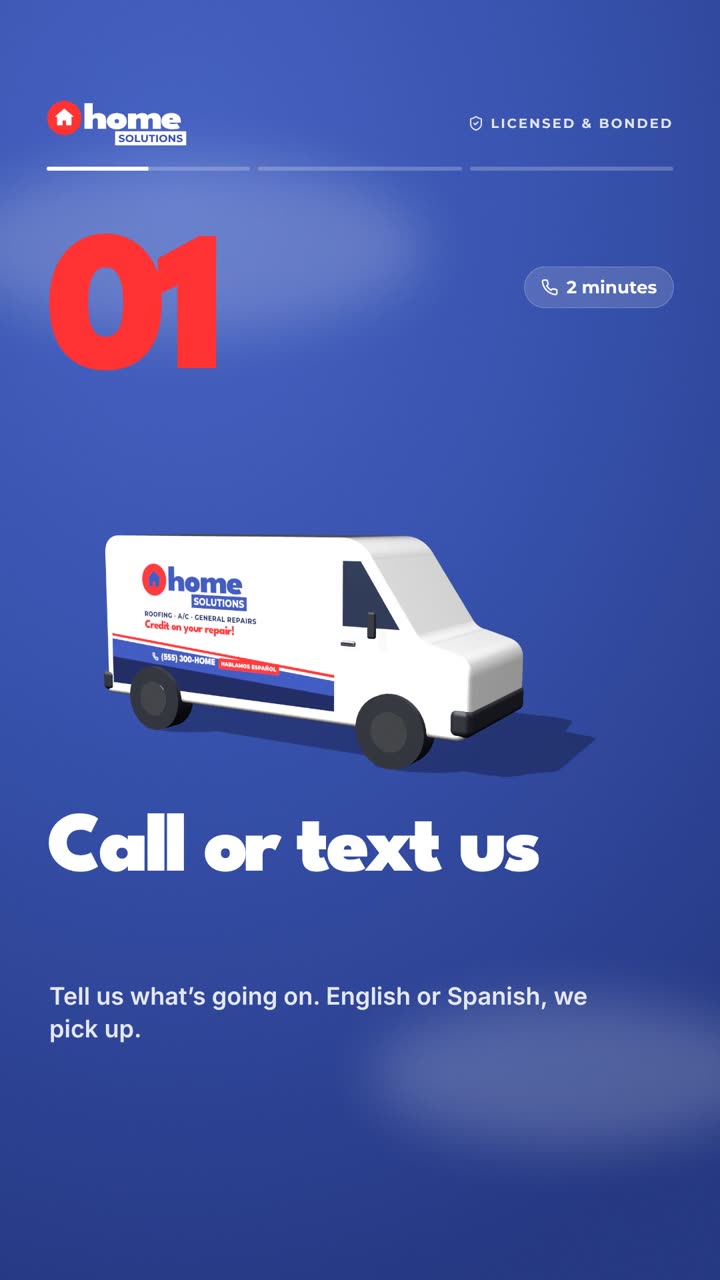 home
SOLUTIONS
LICENSED & BONDED
01
2 minutes
home
SOLUTIONS
ROOFING · A/C · GENERAL REPAIRS
Credit on your repair!
(555) 300-HOME HABLAMOS ESPAÑOL
Call or text us
Tell us what’s going on. English or Spanish, we
pick up.